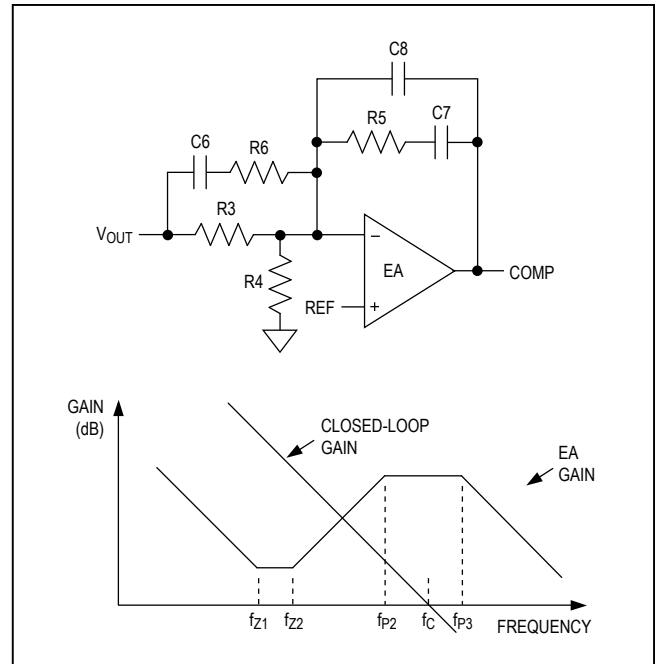 C8
R5
C7
C6
R6
R3
VOUT
R4
EA
COMP
REF
GAIN
(dB)
CLOSED-LOOP
GAIN
EA
GAIN
fZ1
fZ2
fP2
fC
fP3
FREQUENCY